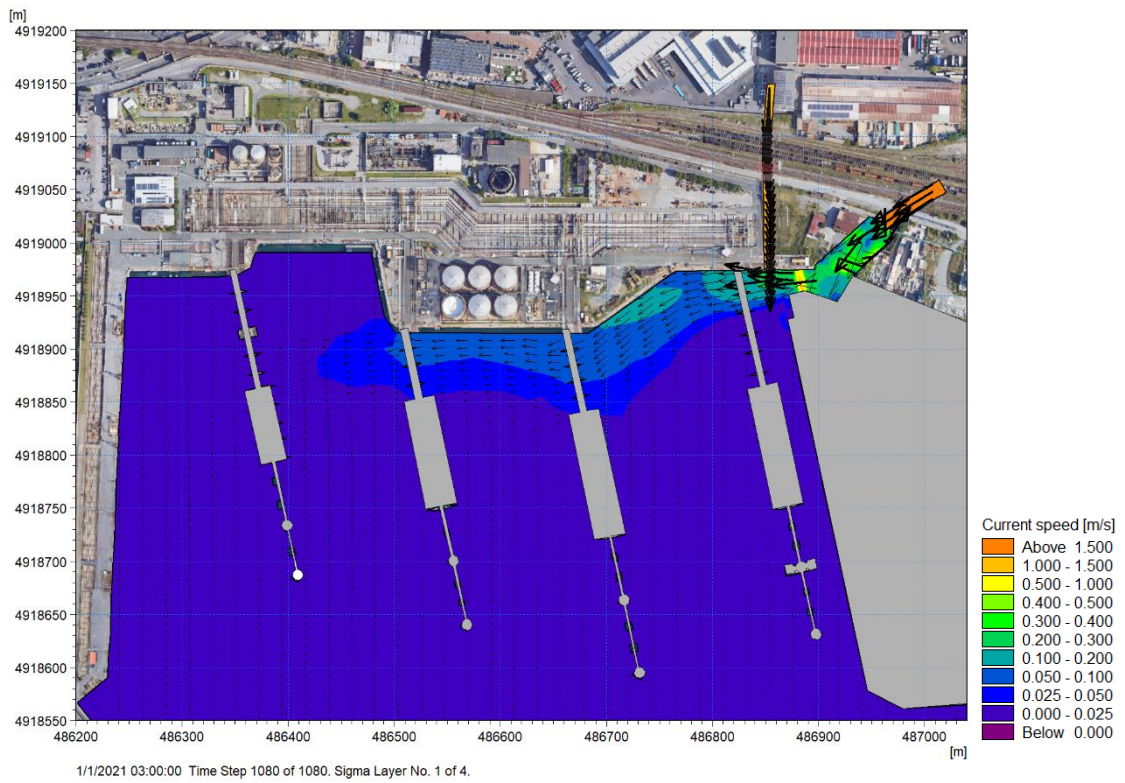 [m]
4919200
4919150
4919100
4919050
4919000
4918950
4918900
4918850
4918800
4918750
4918700
4918650
4918600
4918550
486200 486300 486400 486500 486600 486700 486800 486900 487000
[m]
Current speed [m/s]
Above 1.500
1.000 - 1.500
0.500 - 1.000
0.400 - 0.500
0.300 - 0.400
0.200 - 0.300
0.100 - 0.200
0.050 - 0.100
0.025 - 0.050
0.000 - 0.025
Below 0.000
1/1/2021 03:00:00 Time Step 1080 of 1080. Sigma Layer No. 1 of 4.